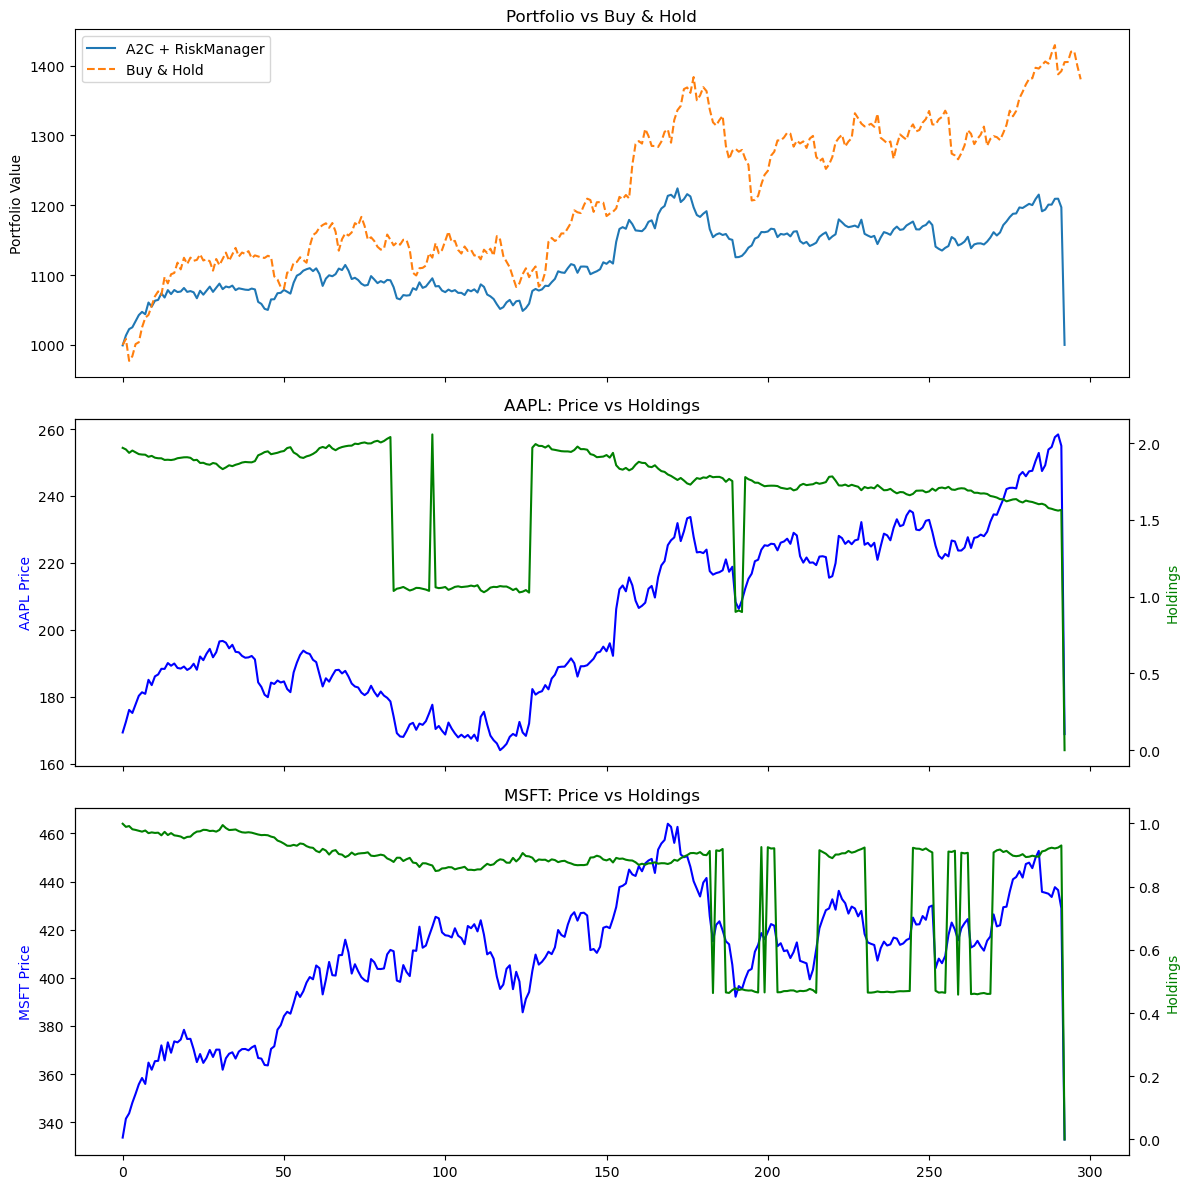 Portfolio vs Buy & Hold
A2C + RiskManager
Buy & Hold
Portfolio Value
1400
1300
1200
1100
1000
AAPL: Price vs Holdings
AAPL Price
260
240
220
200
180
160
2.0
1.5
1.0
0.5
0.0
Holdings
MSFT: Price vs Holdings
MSFT Price
460
440
420
400
380
360
340
1.0
0.8
0.6
0.4
0.2
0.0
Holdings
0 50 100 150 200 250 300